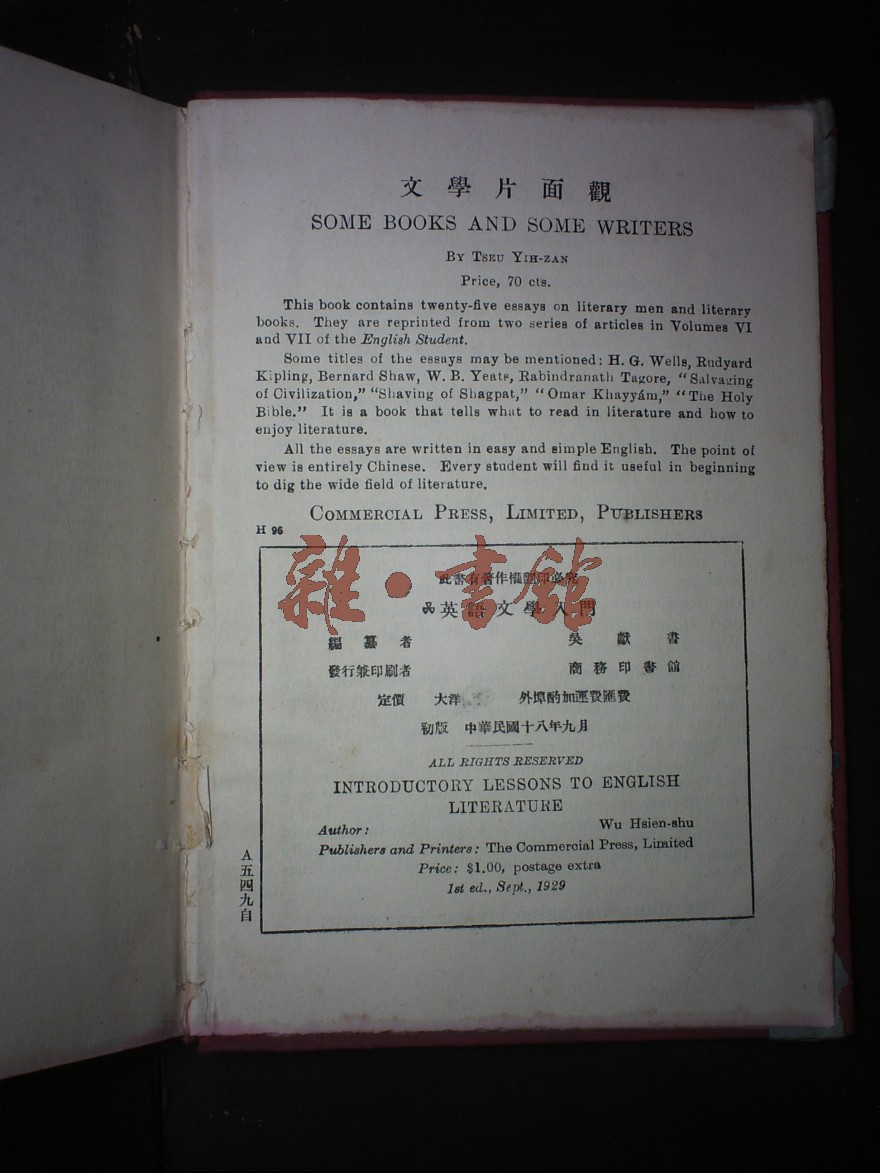 文學片面觀
SOME BOOKS AND SOME WRITERS
BY TSEU YIH-ZAN
Price, 70 cts.
This book contains twenty-five essays on literary men and literary
books. They are reprinted from two series of articles in Volumes VI
and VII of the English Student.
Some titles of the essays may be mentioned: H. G. Wells, Rudyard
Kipling, Bernard Shaw, W. B. Yeats, Rabindranath Tagore, “Salvaging
of Civilization,” “Shaving of Shagpat,” “Omar Khayyám,” “The Holy
Bible.” It is a book that tells what to read in literature and how to
enjoy literature.
All the essays are written in easy and simple English. The point of
view is entirely Chinese. Every student will find it useful in beginning
to dig the wide field of literature.
COMMERCIAL PRESS, LIMITED, PUBLISHERS
H 96
雜·書館
此書有著作權翻印必究
英語文學入門
編纂者 吳獻書
發行兼印刷者 商務印書館
定價 大洋 外埠酌加運費匯費
初版 中華民國十八年九月
ALL RIGHTS RESERVED
INTRODUCTORY LESSONS TO ENGLISH
LITERATURE
Author: Wu Hsien-shu
Publishers and Printers: The Commercial Press, Limited
Price: $1.00, postage extra
1st ed., Sept., 1929
A五四九自